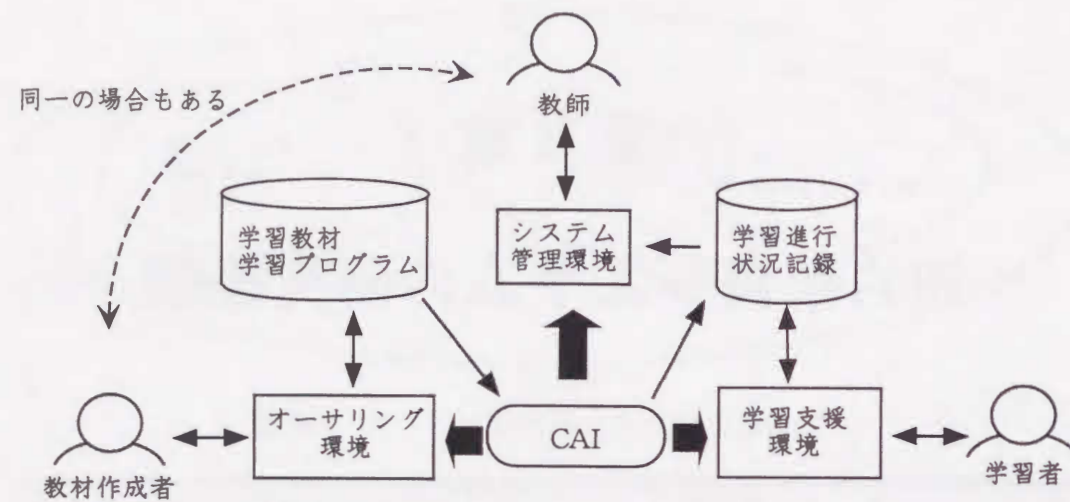 同一の場合もある
教師
学習教材
学習プログラム
システム
管理環境
学習進行
状況記録
オーサリング
環境
CAI
学習支援
環境
教材作成者
学習者